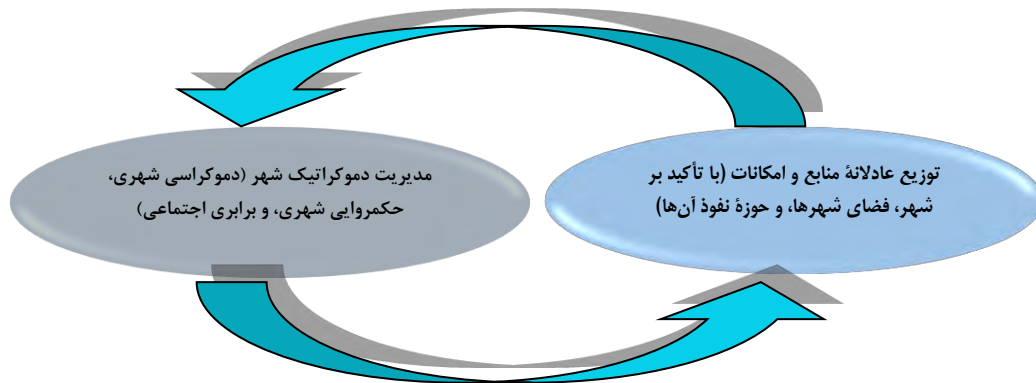 توزیع عادلانهٔ منابع و امکانات (با تأکید بر
شهر، فضای شهرها، و حوزهٔ نفوذ آن‌ها)
مدیریت دموکراتیک شهر (دموکراسی شهری،
حکمروایی شهری، و برابری اجتماعی)